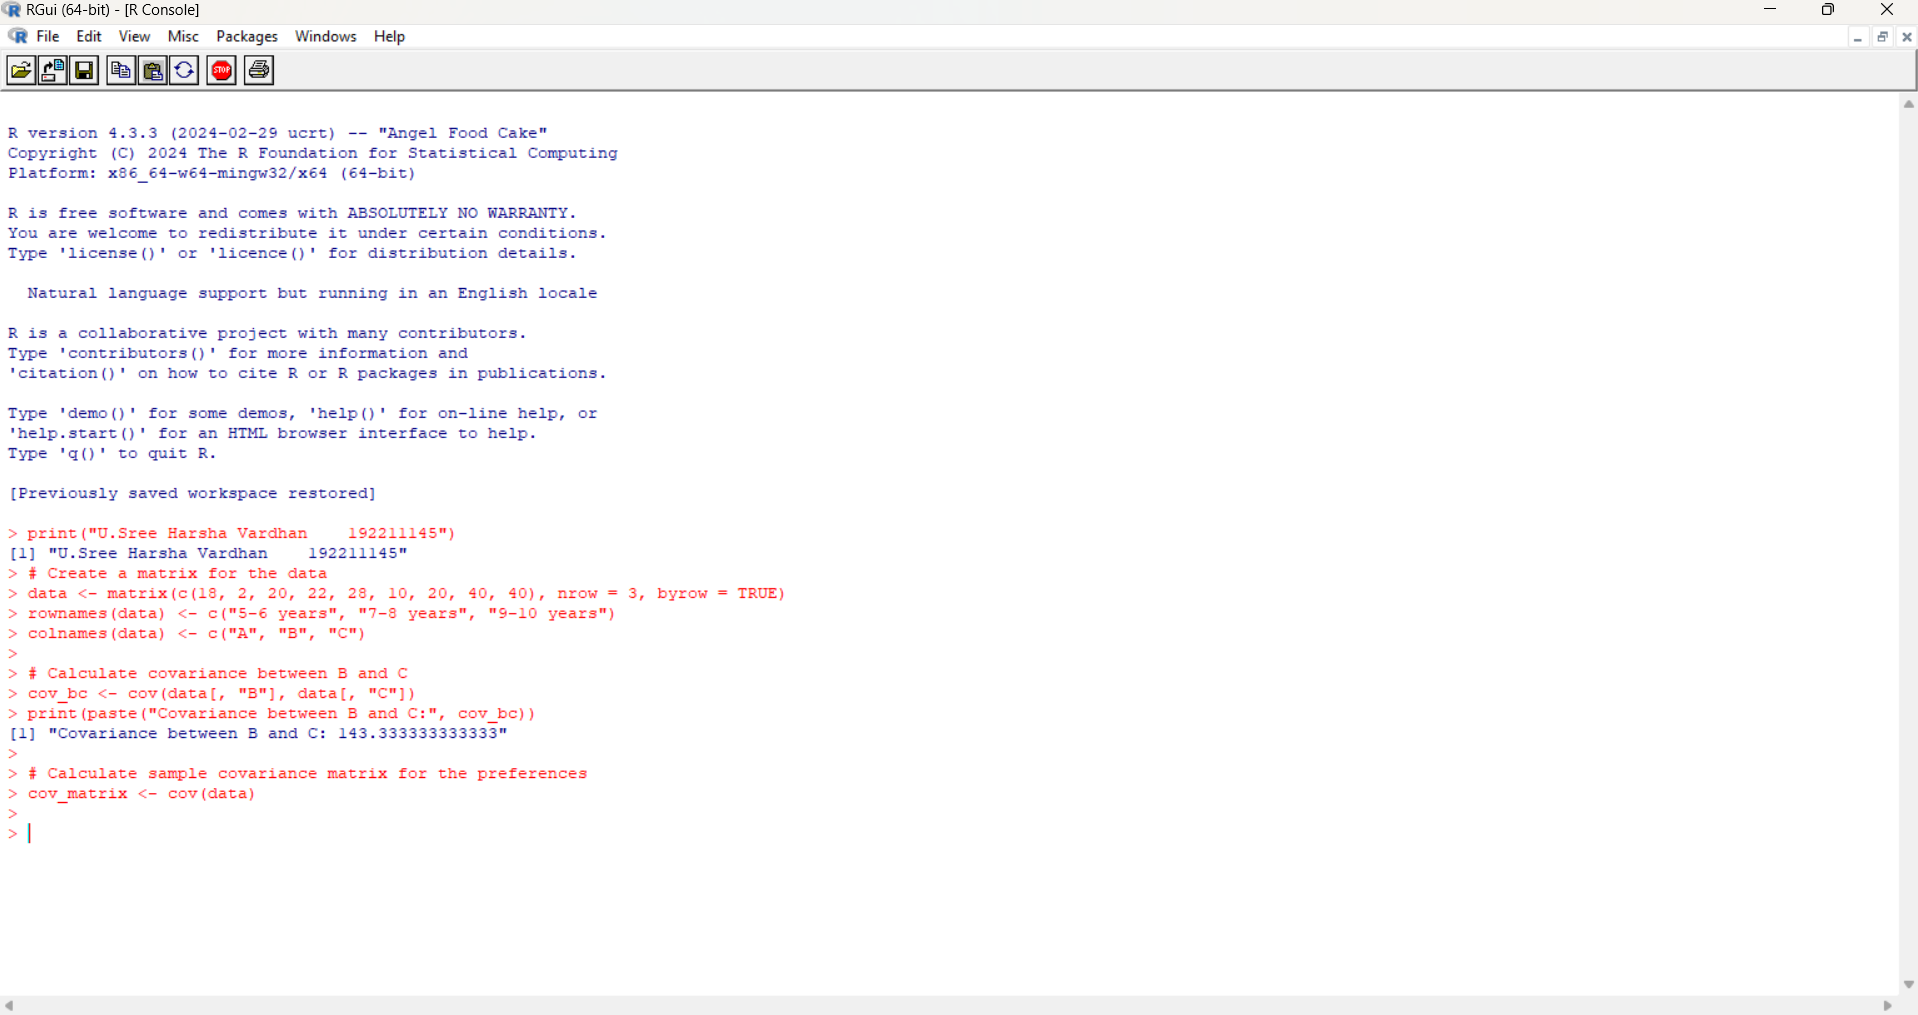 RGui (64-bit) - [R Console]
File Edit View Misc Packages Windows Help
STOP
R version 4.3.3 (2024-02-29 ucrt) -- "Angel Food Cake"
Copyright (C) 2024 The R Foundation for Statistical Computing
Platform: x86_64-w64-mingw32/x64 (64-bit)
R is free software and comes with ABSOLUTELY NO WARRANTY.
You are welcome to redistribute it under certain conditions.
Type 'license()' or 'licence()' for distribution details.
Natural language support but running in an English locale
R is a collaborative project with many contributors.
Type 'contributors()' for more information and
'citation()' on how to cite R or R packages in publications.
Type 'demo()' for some demos, 'help()' for on-line help, or
'help.start()' for an HTML browser interface to help.
Type 'q()' to quit R.
[Previously saved workspace restored]
> print("U.Sree Harsha Vardhan    192211145")
[1] "U.Sree Harsha Vardhan    192211145"
> # Create a matrix for the data
> data <- matrix(c(18, 2, 20, 22, 28, 10, 20, 40, 40), nrow = 3, byrow = TRUE)
> rownames(data) <- c("5-6 years", "7-8 years", "9-10 years")
> colnames(data) <- c("A", "B", "C")
>
> # Calculate covariance between B and C
> cov_bc <- cov(data[, "B"], data[, "C"])
> print(paste("Covariance between B and C:", cov_bc))
[1] "Covariance between B and C: 143.333333333333"
>
> # Calculate sample covariance matrix for the preferences
> cov_matrix <- cov(data)
>
>